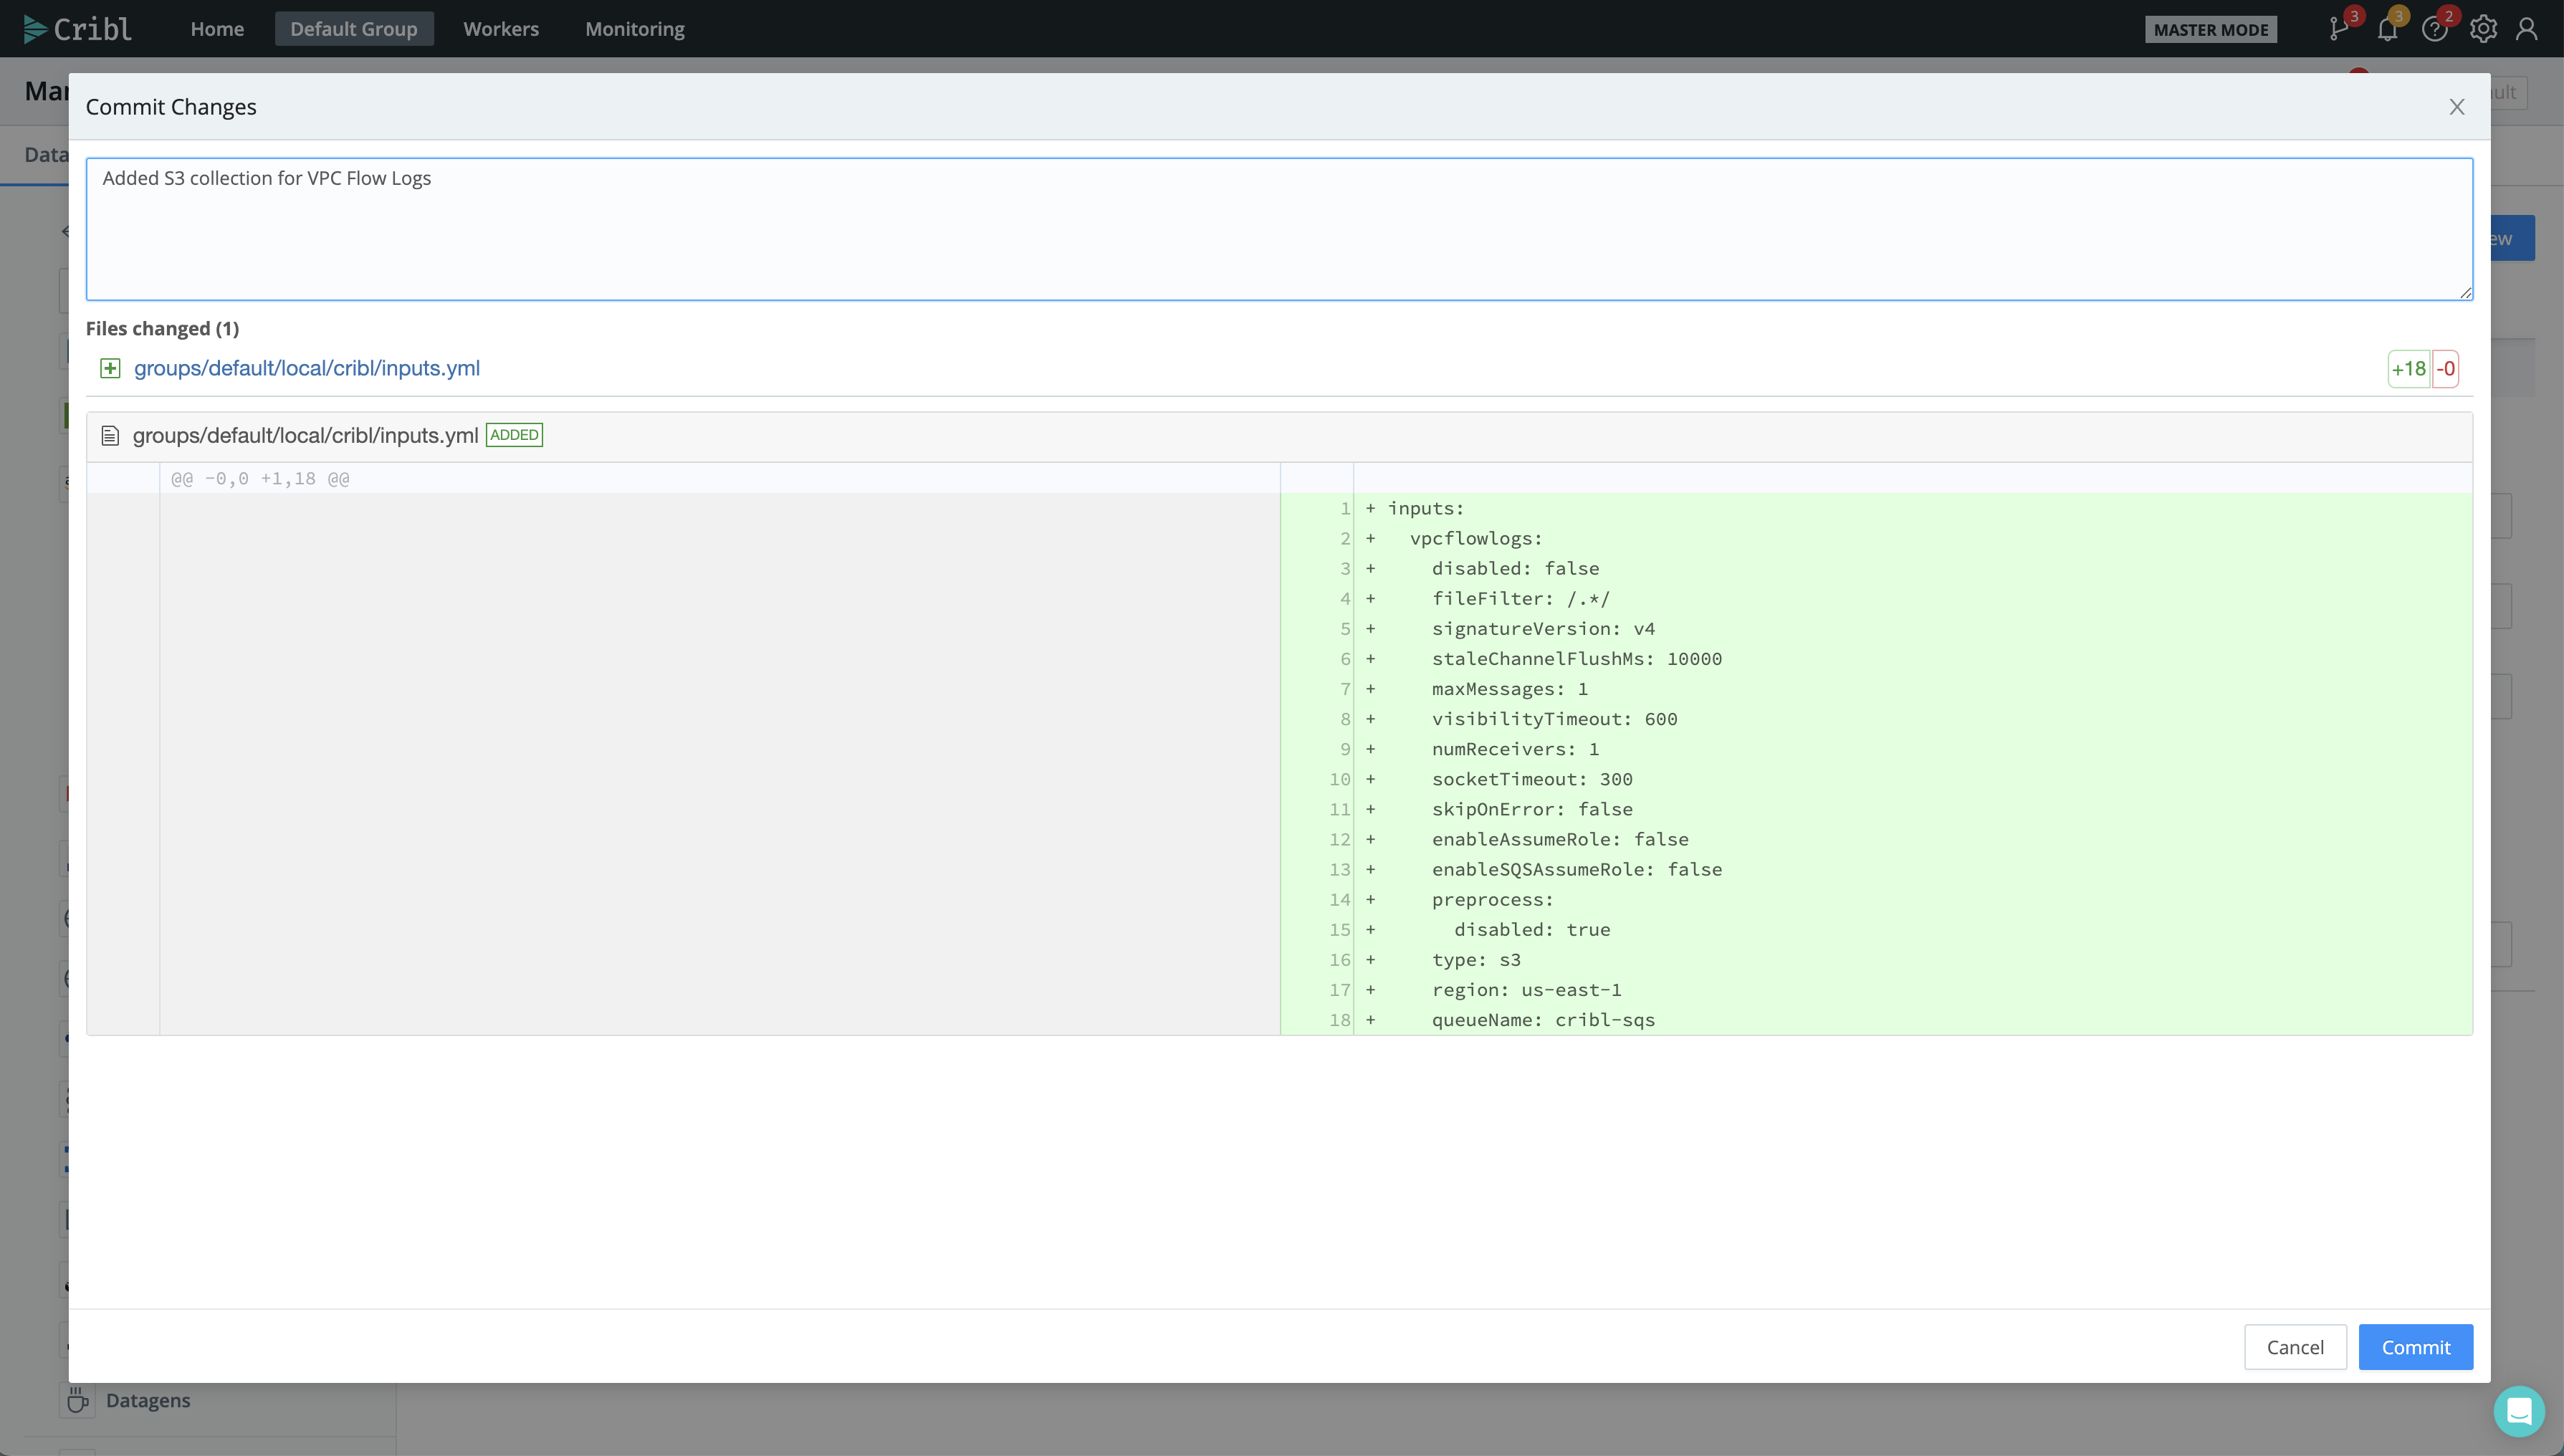 Cribl Home Default Group Workers Monitoring MASTER MODE 3 3 2
Commit Changes
Added S3 collection for VPC Flow Logs
Files changed (1)
groups/default/local/cribl/inputs.yml +18 -0
groups/default/local/cribl/inputs.yml ADDED
@@ -0,0 +1,18 @@
1 + inputs:
2 +   vpcflowlogs:
3 +     disabled: false
4 +     fileFilter: /.*/
5 +     signatureVersion: v4
6 +     staleChannelFlushMs: 10000
7 +     maxMessages: 1
8 +     visibilityTimeout: 600
9 +     numReceivers: 1
10 +     socketTimeout: 300
11 +     skipOnError: false
12 +     enableAssumeRole: false
13 +     enableSQSAssumeRole: false
14 +     preprocess:
15 +       disabled: true
16 +     type: s3
17 +     region: us-east-1
18 +     queueName: cribl-sqs
Cancel Commit
Datagens